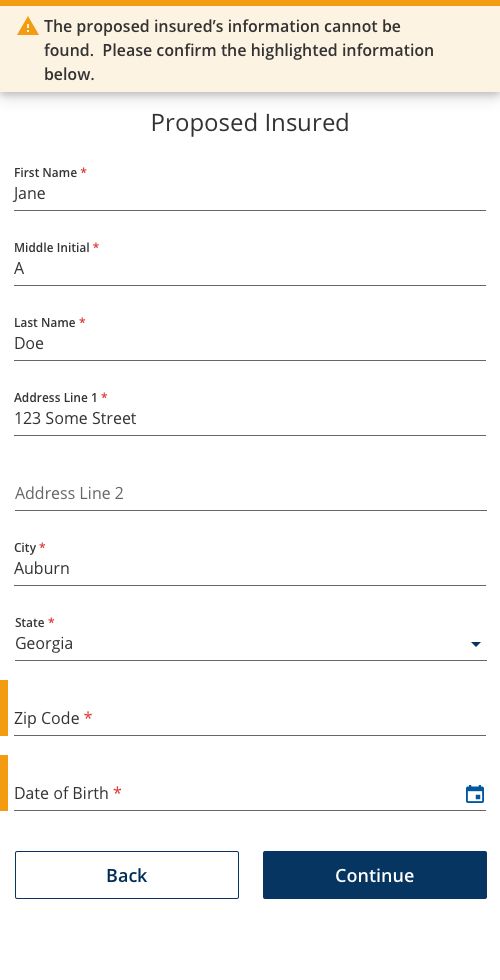 The proposed insured’s information cannot be
found.  Please confirm the highlighted information
below.
Proposed Insured
First Name *
Jane
Middle Initial *
A
Last Name *
Doe
Address Line 1 *
123 Some Street
Address Line 2
City *
Auburn
State *
Georgia
Zip Code *
Date of Birth *
Back
Continue